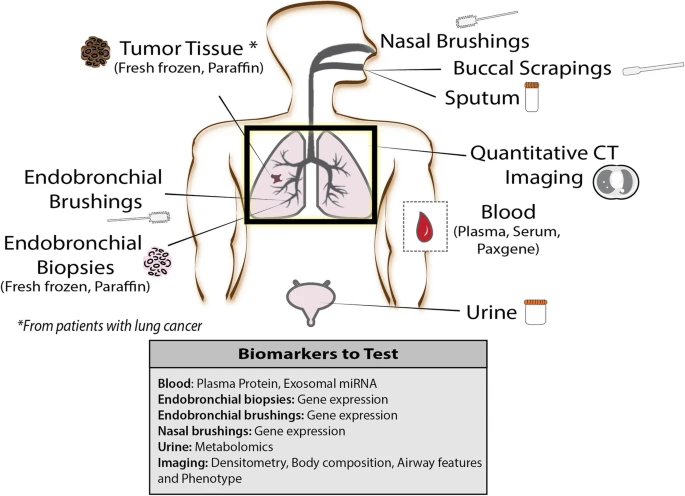 Tumor Tissue *
(Fresh frozen, Paraffin)
Nasal Brushings
Buccal Scrapings
Sputum
Quantitative CT
Imaging
Endobronchial
Brushings
Blood
(Plasma, Serum,
Paxgene)
Endobronchial
Biopsies
(Fresh frozen, Paraffin)
Urine
*From patients with lung cancer
Biomarkers to Test
Blood: Plasma Protein, Exosomal miRNA
Endobronchial biopsies: Gene expression
Endobronchial brushings: Gene expression
Nasal brushings: Gene expression
Urine: Metabolomics
Imaging: Densitometry, Body composition, Airway features
and Phenotype